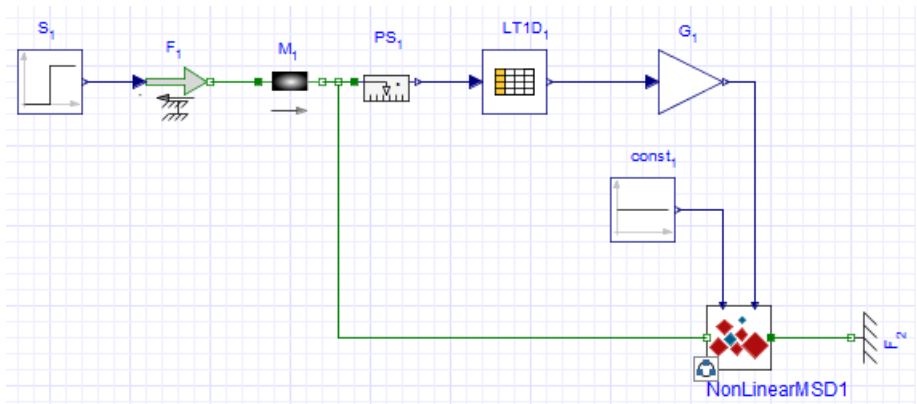 S1
F1
M1
PS1
LT1D1
G1
const1
F2
NonLinearMSD1